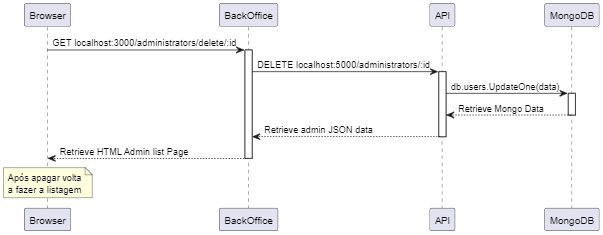 Browser
BackOffice
API
MongoDB
GET localhost:3000/administrators/delete/:id
DELETE localhost:5000/administrators/:id
db.users.UpdateOne(data)
Retrieve Mongo Data
Retrieve admin JSON data
Retrieve HTML Admin list Page
Após apagar volta
a fazer a listagem
Browser
BackOffice
API
MongoDB